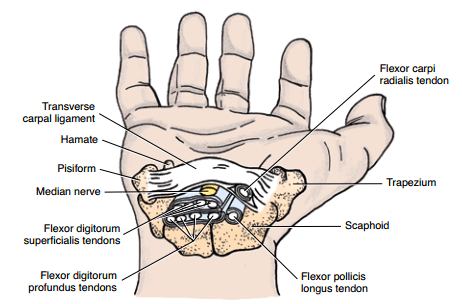 Flexor carpi
radialis tendon
Transverse
carpal ligament
Hamate
Pisiform
Median nerve
Trapezium
Flexor digitorum
superficialis tendons
Scaphoid
Flexor digitorum
profundus tendons
Flexor pollicis
longus tendon